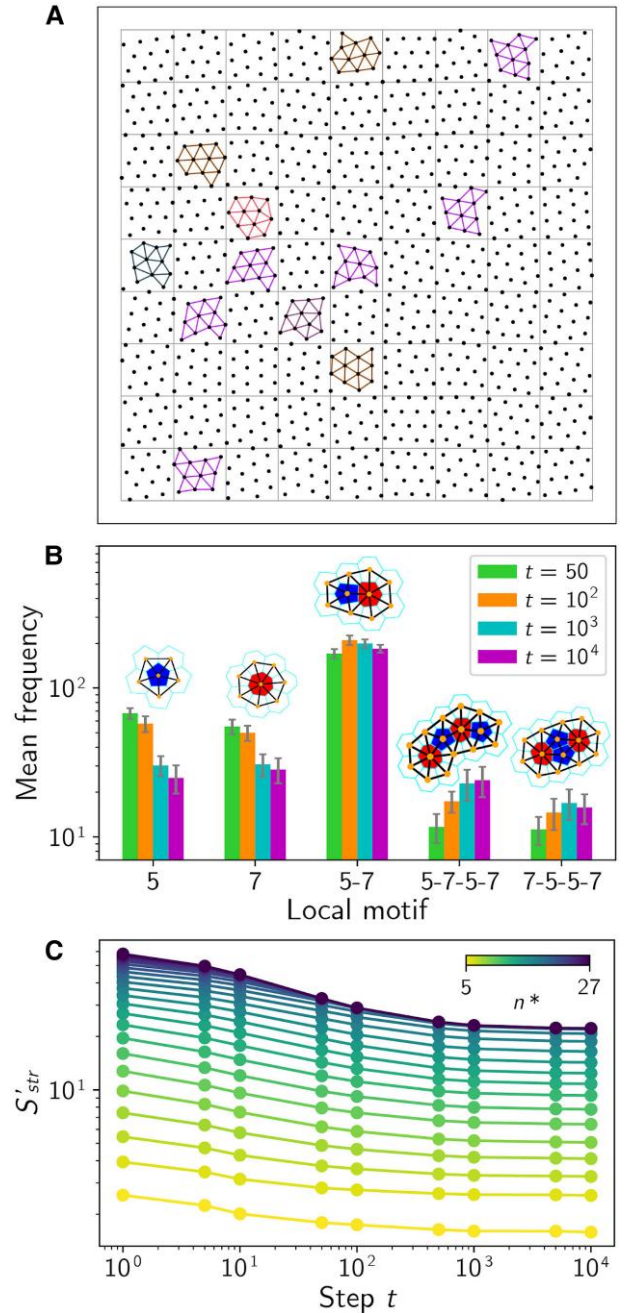 A
B
Mean frequency
10²
10¹
t = 50
t = 10²
t = 10³
t = 10⁴
5
7
5-7
5-7-5-7
7-5-5-7
Local motif
C
S'str
10¹
5
27
n*
10⁰
10¹
10²
10³
10⁴
Step t